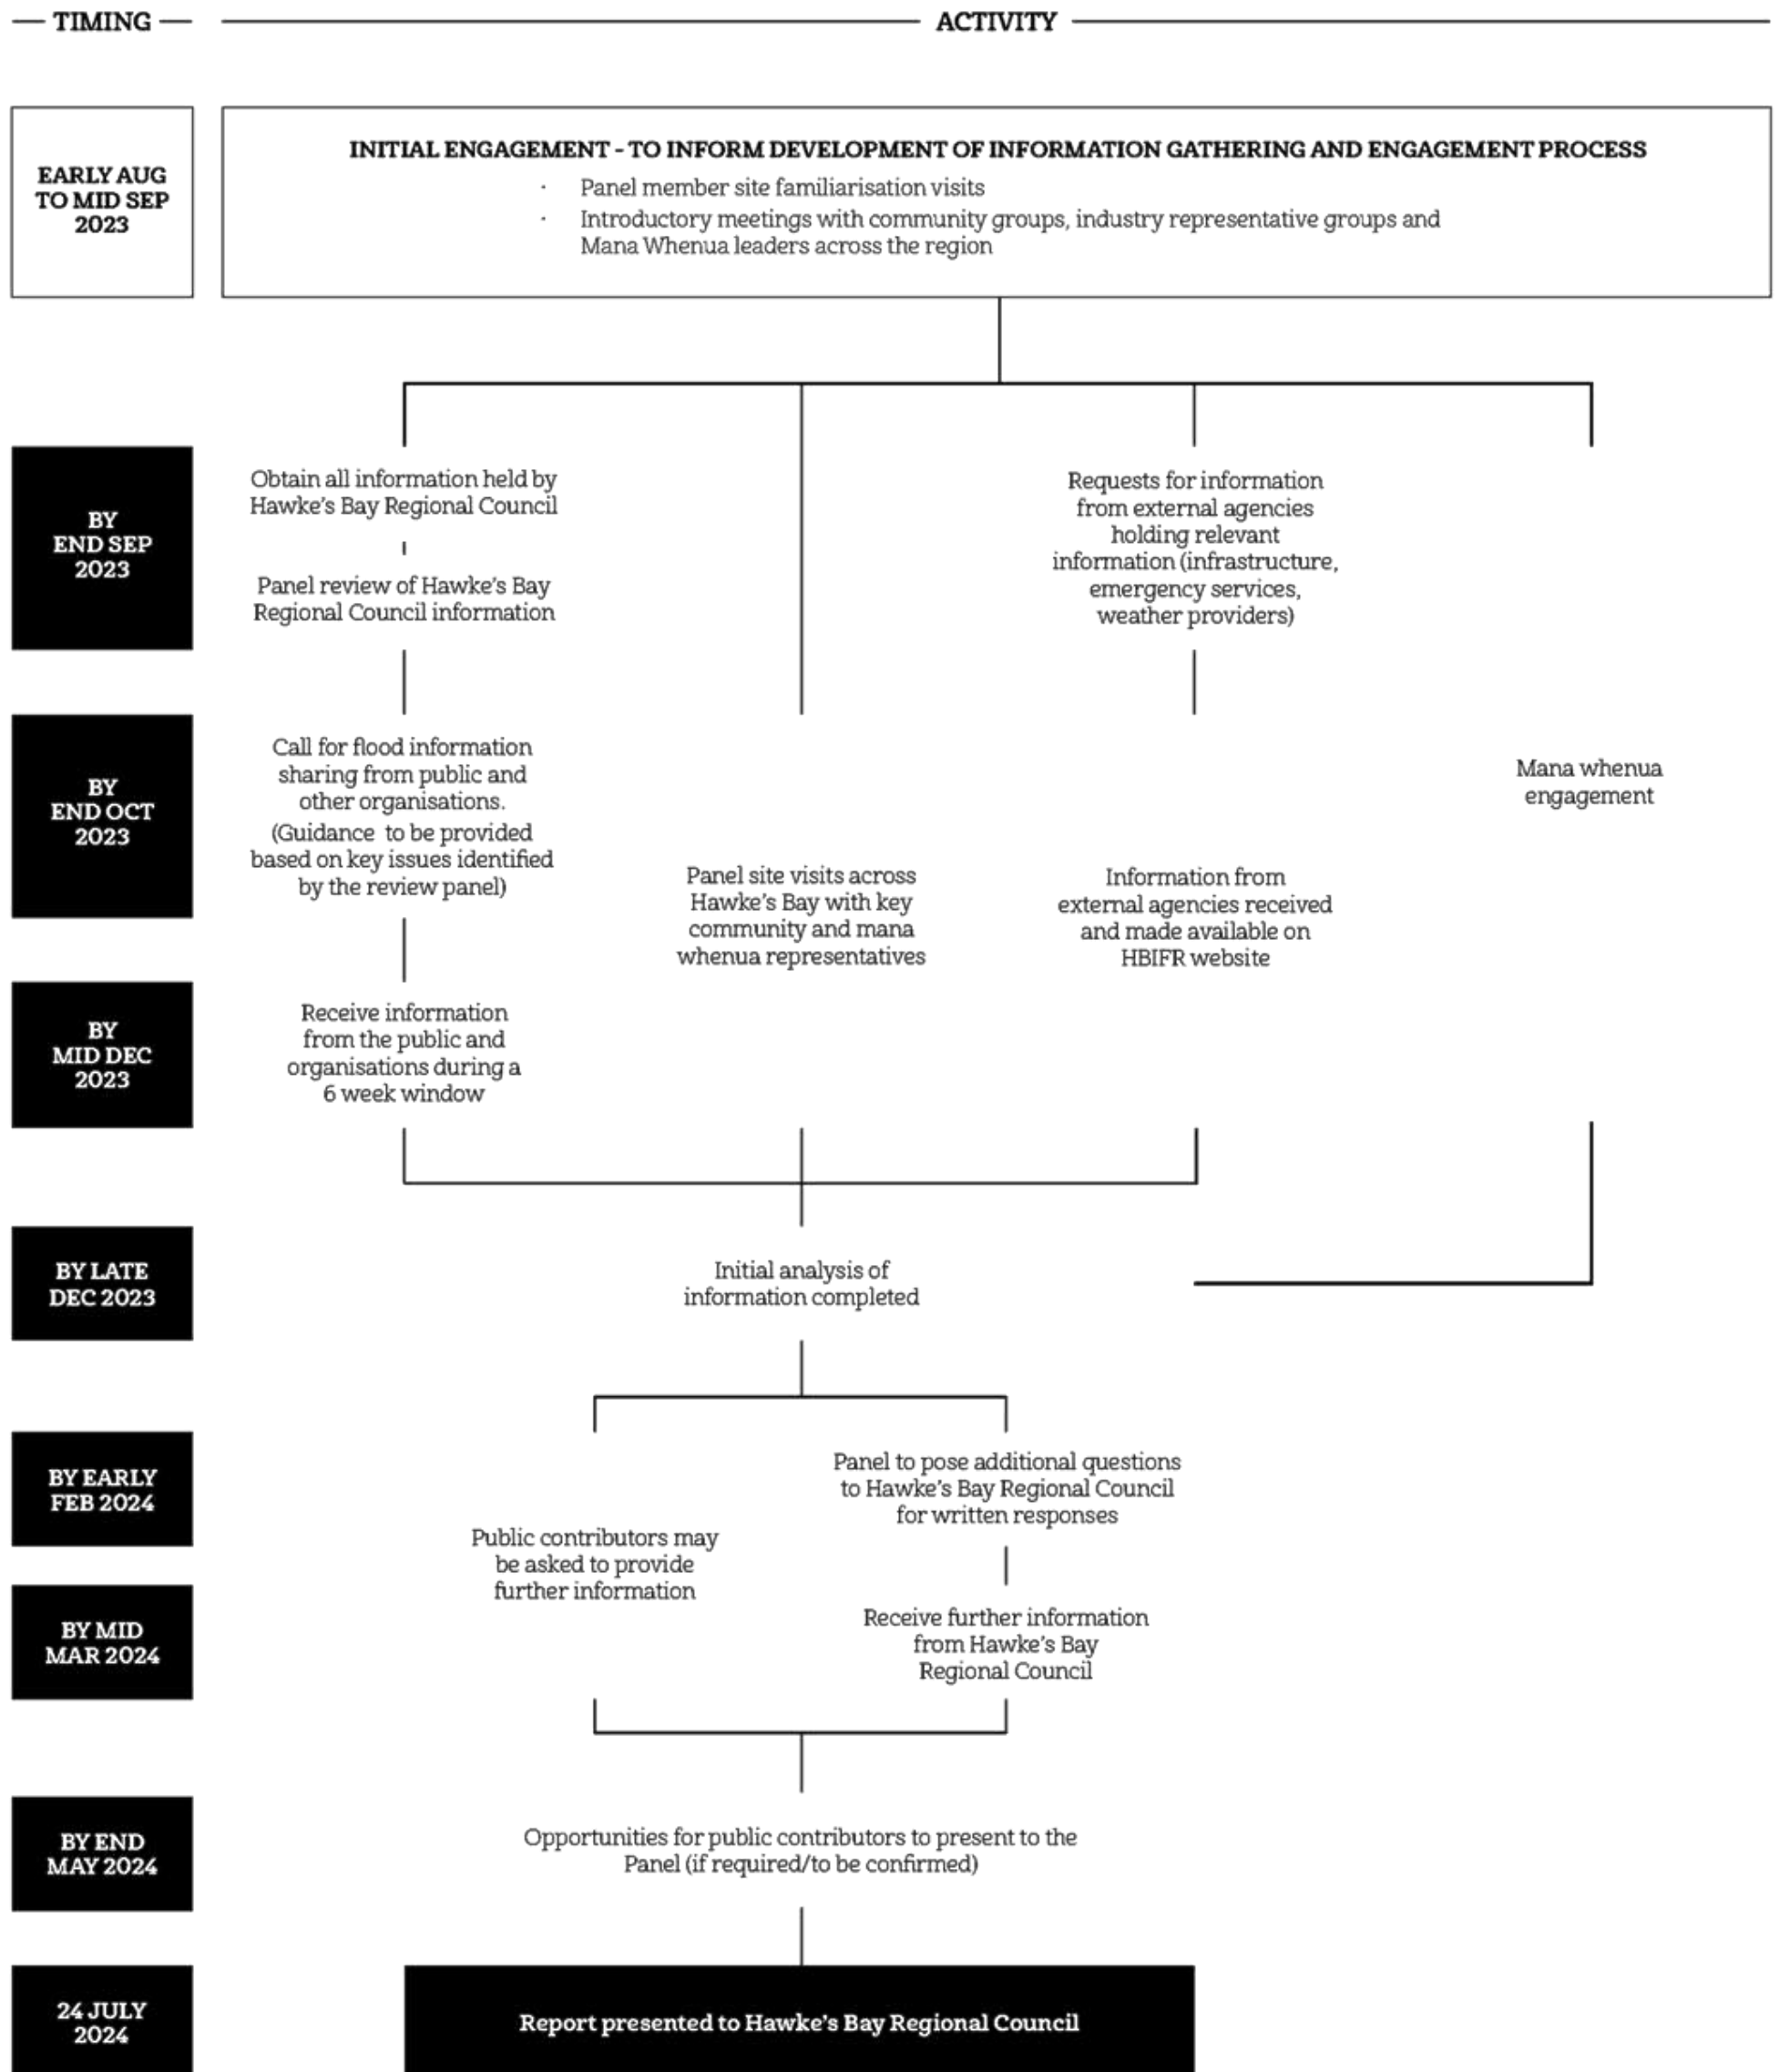 TIMING
ACTIVITY
EARLY AUG
TO MID SEP
2023
INITIAL ENGAGEMENT - TO INFORM DEVELOPMENT OF INFORMATION GATHERING AND ENGAGEMENT PROCESS
· Panel member site familiarisation visits
· Introductory meetings with community groups, industry representative groups and
Mana Whenua leaders across the region
BY
END SEP
2023
Obtain all information held by
Hawke's Bay Regional Council
Panel review of Hawke's Bay
Regional Council information
Requests for information
from external agencies
holding relevant
information (infrastructure,
emergency services,
weather providers)
BY
END OCT
2023
Call for flood information
sharing from public and
other organisations.
(Guidance to be provided
based on key issues identified
by the review panel)
Panel site visits across
Hawke's Bay with key
community and mana
whenua representatives
Information from
external agencies received
and made available on
HBIFR website
Mana whenua
engagement
BY
MID DEC
2023
Receive information
from the public and
organisations during a
6 week window
BY LATE
DEC 2023
Initial analysis of
information completed
BY EARLY
FEB 2024
Public contributors may
be asked to provide
further information
Panel to pose additional questions
to Hawke's Bay Regional Council
for written responses
BY MID
MAR 2024
Receive further information
from Hawke's Bay
Regional Council
BY END
MAY 2024
Opportunities for public contributors to present to the
Panel (if required/to be confirmed)
24 JULY
2024
Report presented to Hawke's Bay Regional Council